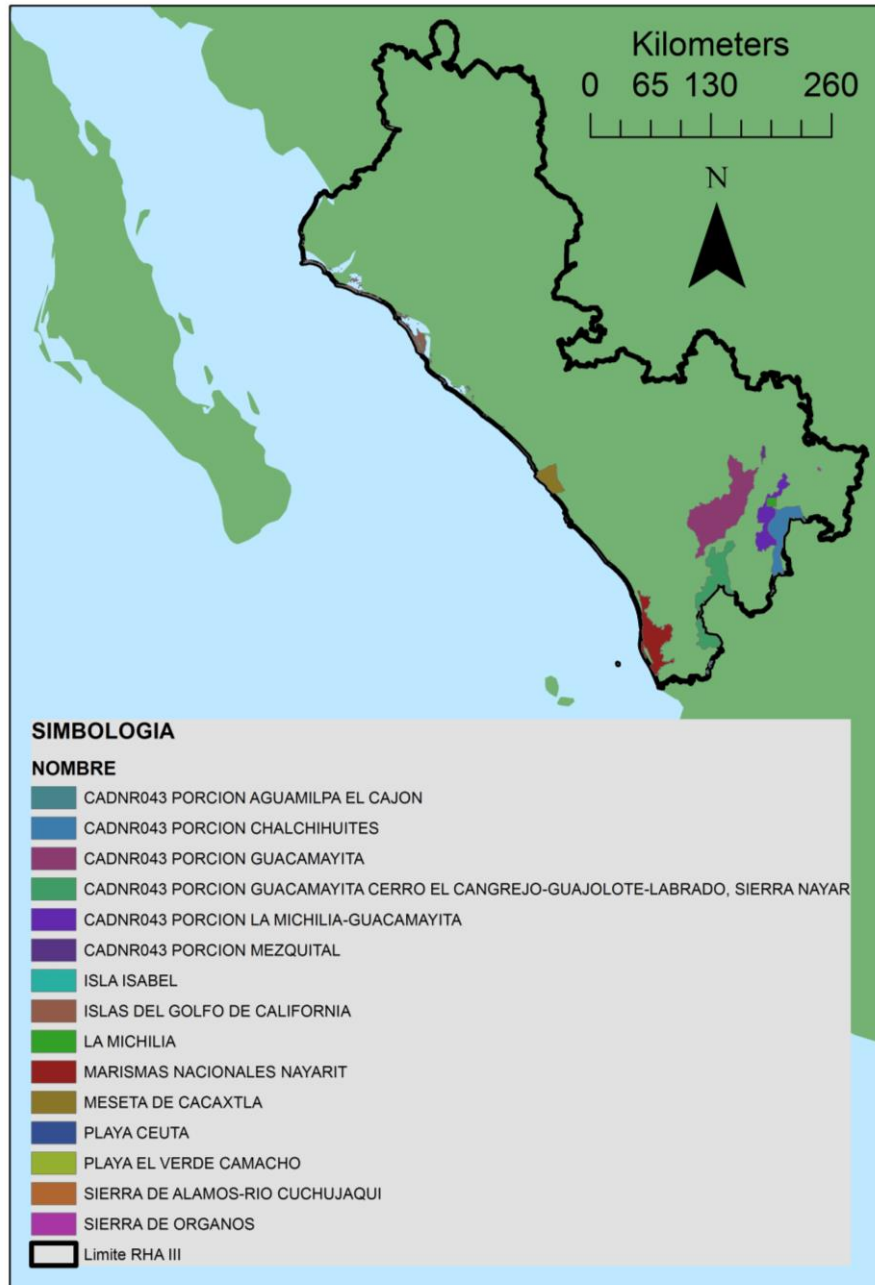 Kilometers
0 65 130 260
N
SIMBOLOGIA
NOMBRE
CADNR043 PORCION AGUAMILPA EL CAJON
CADNR043 PORCION CHALCHIHUITES
CADNR043 PORCION GUACAMAYITA
CADNR043 PORCION GUACAMAYITA CERRO EL CANGREJO-GUAJOLOTE-LABRADO, SIERRA NAYAR
CADNR043 PORCION LA MICHILIA-GUACAMAYITA
CADNR043 PORCION MEZQUITAL
ISLA ISABEL
ISLAS DEL GOLFO DE CALIFORNIA
LA MICHILIA
MARISMAS NACIONALES NAYARIT
MESETA DE CACAXTLA
PLAYA CEUTA
PLAYA EL VERDE CAMACHO
SIERRA DE ALAMOS-RIO CUCHUJAQUI
SIERRA DE ORGANOS
Limite RHA III